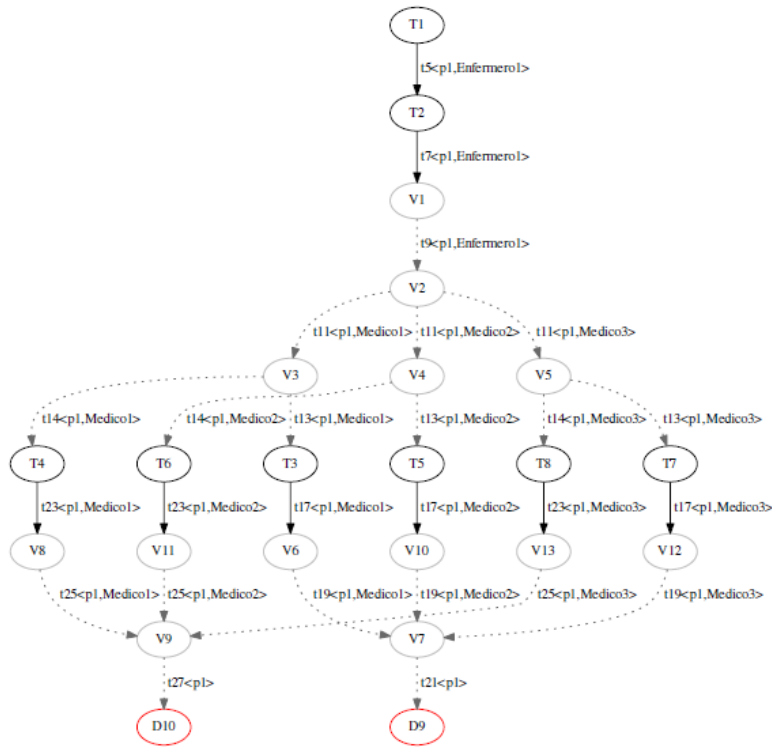 T1
t5<p1,Enfermero1>
T2
t7<p1,Enfermero1>
V1
t9<p1,Enfermero1>
V2
t11<p1,Medico1> t11<p1,Medico2> t11<p1,Medico3>
V3 V4 V5
t14<p1,Medico1> t14<p1,Medico2> t13<p1,Medico1> t13<p1,Medico2> t14<p1,Medico3> t13<p1,Medico3>
T4 T6 T3 T5 T8 T7
t23<p1,Medico1> t23<p1,Medico2> t17<p1,Medico1> t17<p1,Medico2> t23<p1,Medico3> t17<p1,Medico3>
V8 V11 V6 V10 V13 V12
t25<p1,Medico1> t25<p1,Medico2> t19<p1,Medico1> t19<p1,Medico2> t25<p1,Medico3> t19<p1,Medico3>
V9 V7
t27<p1> t21<p1>
D10 D9